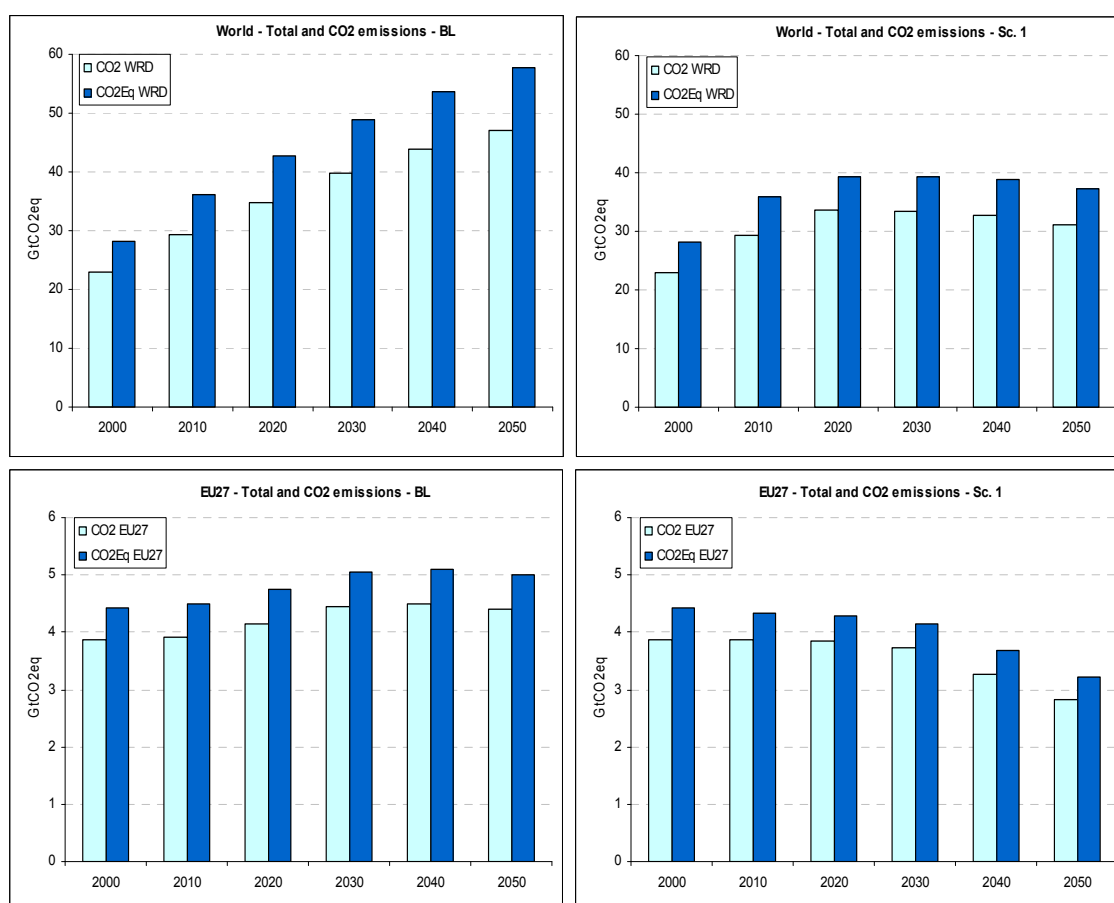 World - Total and CO2 emissions - BL
60
50
40
30
20
10
0
GtCO2eq
CO2 WRD
CO2Eq WRD
2000 2010 2020 2030 2040 2050
World - Total and CO2 emissions - Sc. 1
60
50
40
30
20
10
0
GtCO2eq
CO2 WRD
CO2Eq WRD
2000 2010 2020 2030 2040 2050
EU27 - Total and CO2 emissions - BL
6
5
4
3
2
1
0
GtCO2eq
CO2 EU27
CO2Eq EU27
2000 2010 2020 2030 2040 2050
EU27 - Total and CO2 emissions - Sc. 1
6
5
4
3
2
1
0
GtCO2eq
CO2 EU27
CO2Eq EU27
2000 2010 2020 2030 2040 2050